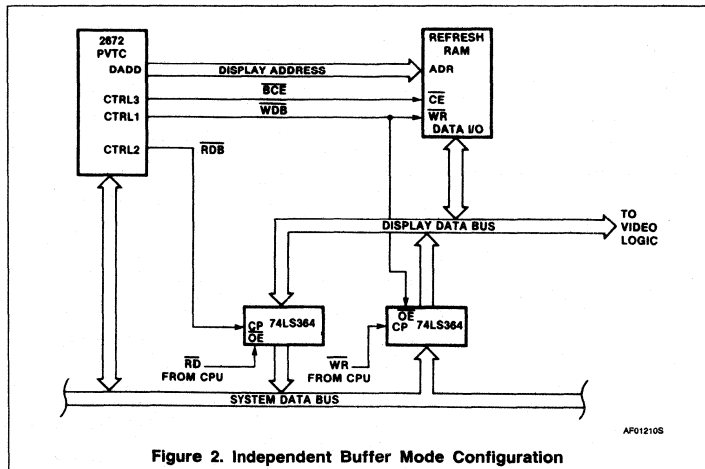 2672
PVTC
DADD
CTRL3
CTRL1
CTRL2
DISPLAY ADDRESS
BCE
WDB
RDB
REFRESH
RAM
ADR
CE
WR
DATA I/O
DISPLAY DATA BUS
TO
VIDEO
LOGIC
CP 74LS364
OE
OE
CP 74LS364
RD
FROM CPU
WR
FROM CPU
SYSTEM DATA BUS
AF01210S
Figure 2. Independent Buffer Mode Configuration